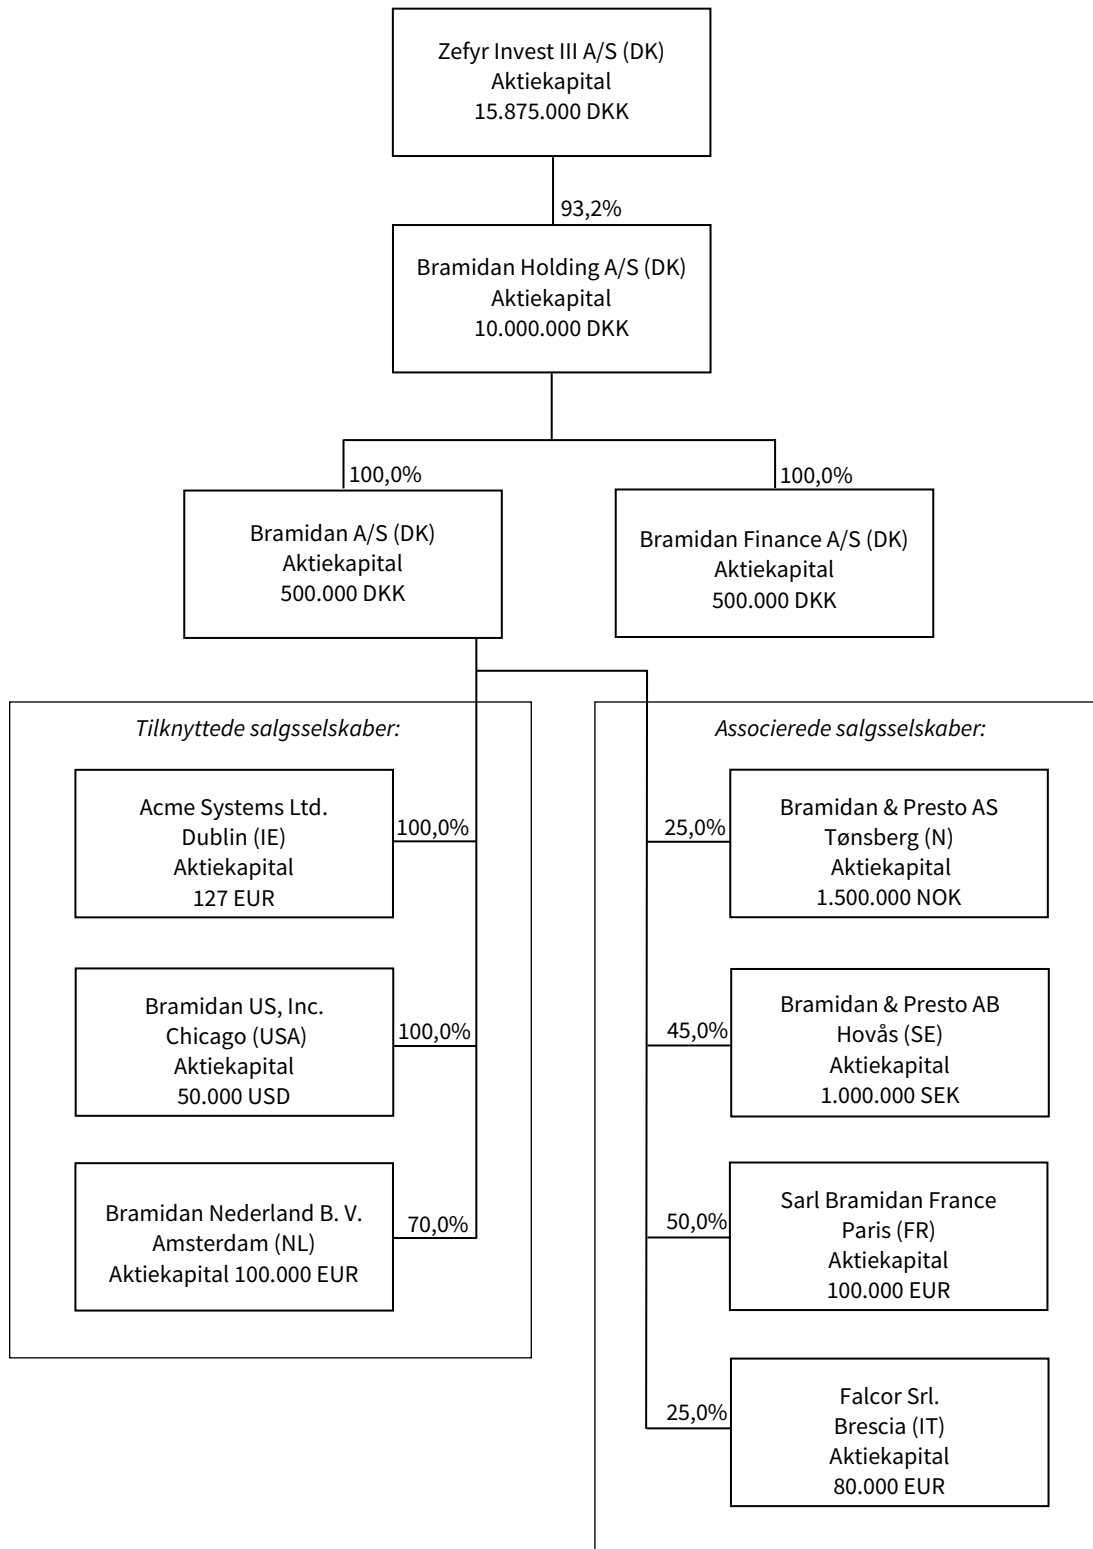 Zefyr Invest III A/S (DK)
Aktiekapital
15.875.000 DKK
93,2%
Bramidan Holding A/S (DK)
Aktiekapital
10.000.000 DKK
100,0%
100,0%
Bramidan A/S (DK)
Aktiekapital
500.000 DKK
Bramidan Finance A/S (DK)
Aktiekapital
500.000 DKK
Tilknyttede salgsselskaber:
Acme Systems Ltd.
Dublin (IE)
Aktiekapital
127 EUR
100,0%
Bramidan US, Inc.
Chicago (USA)
Aktiekapital
50.000 USD
100,0%
Bramidan Nederland B. V.
Amsterdam (NL)
Aktiekapital 100.000 EUR
70,0%
Associerede salgsselskaber:
25,0%
Bramidan & Presto AS
Tønsberg (N)
Aktiekapital
1.500.000 NOK
45,0%
Bramidan & Presto AB
Hovås (SE)
Aktiekapital
1.000.000 SEK
50,0%
Sarl Bramidan France
Paris (FR)
Aktiekapital
100.000 EUR
25,0%
Falcor Srl.
Brescia (IT)
Aktiekapital
80.000 EUR